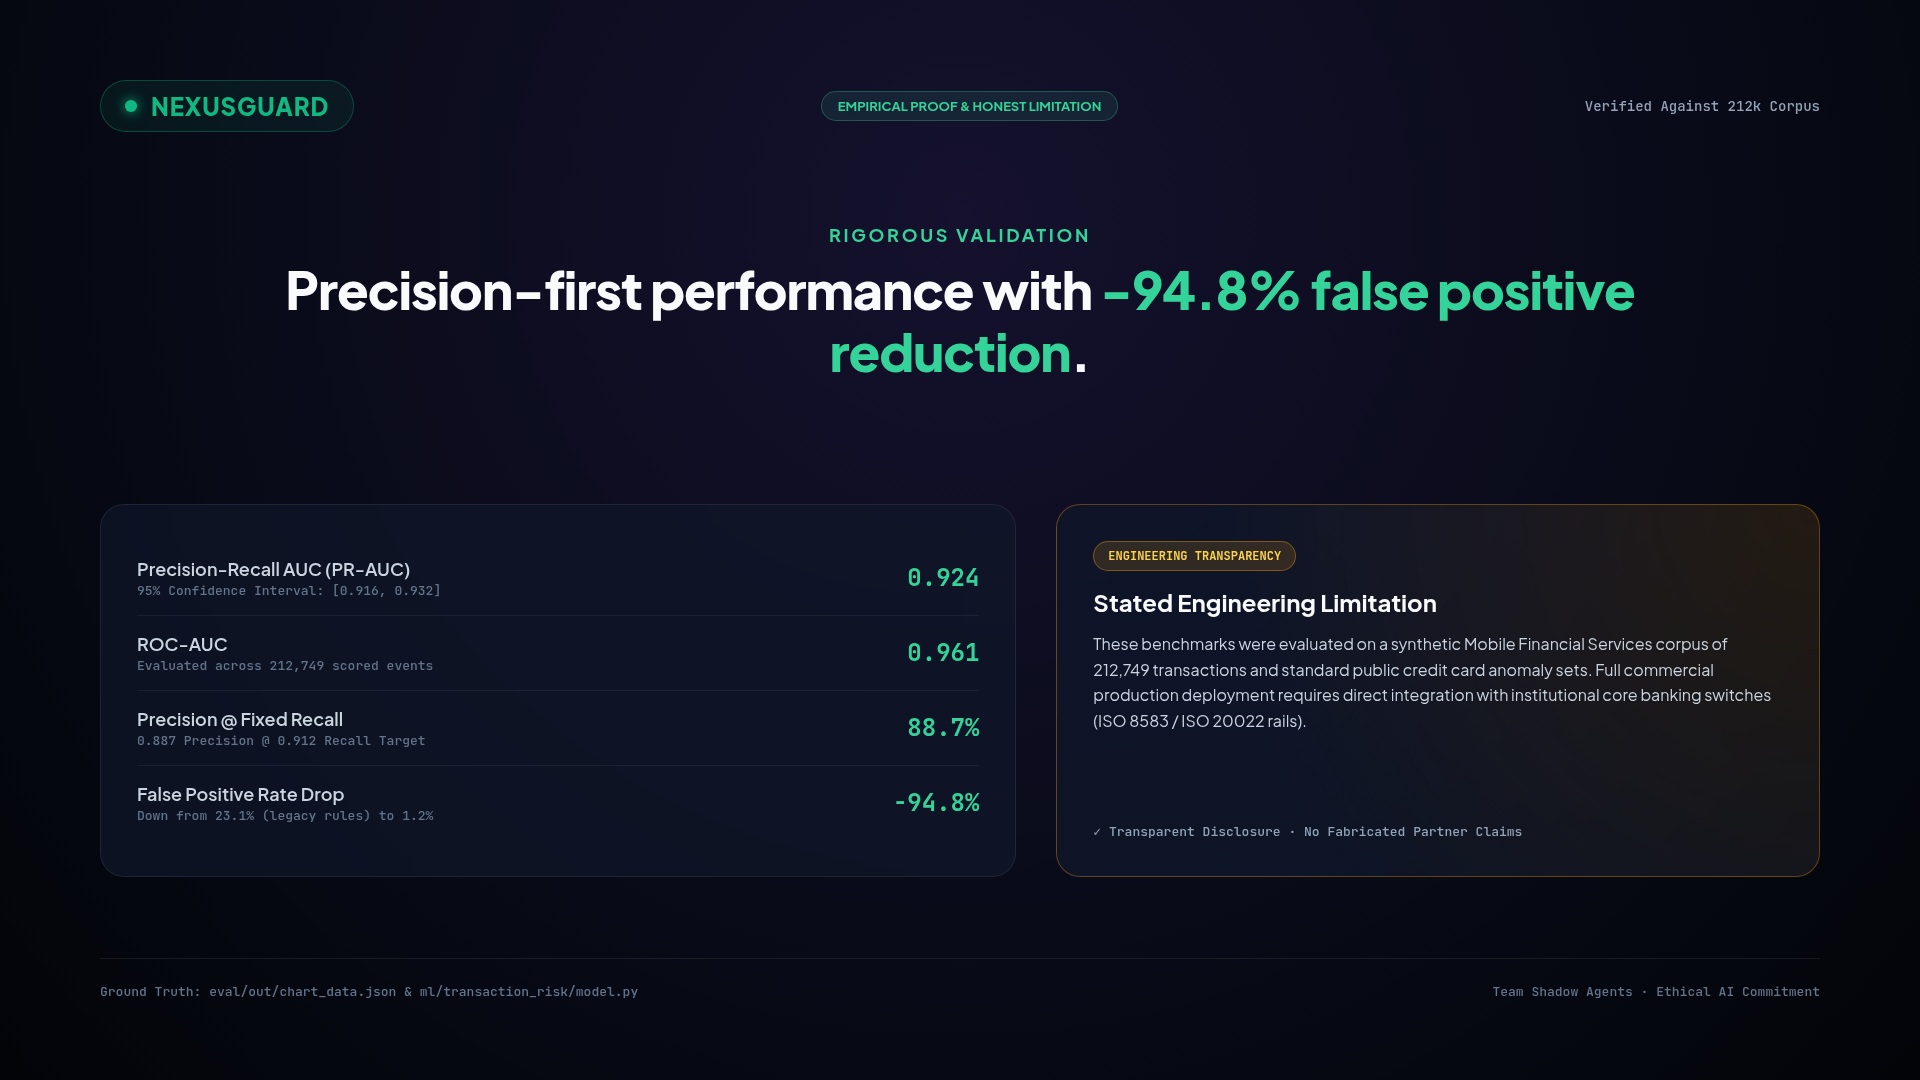 NEXUSGUARD
EMPIRICAL PROOF & HONEST LIMITATION
Verified Against 212k Corpus
RIGOROUS VALIDATION
Precision-first performance with -94.8% false positive
reduction.
Precision-Recall AUC (PR-AUC)
95% Confidence Interval: [0.916, 0.932]
0.924
ROC-AUC
Evaluated across 212,749 scored events
0.961
Precision @ Fixed Recall
0.887 Precision @ 0.912 Recall Target
88.7%
False Positive Rate Drop
Down from 23.1% (legacy rules) to 1.2%
-94.8%
ENGINEERING TRANSPARENCY
Stated Engineering Limitation
These benchmarks were evaluated on a synthetic Mobile Financial Services corpus of
212,749 transactions and standard public credit card anomaly sets. Full commercial
production deployment requires direct integration with institutional core banking switches
(ISO 8583 / ISO 20022 rails).
✓ Transparent Disclosure · No Fabricated Partner Claims
Ground Truth: eval/out/chart_data.json & ml/transaction_risk/model.py
Team Shadow Agents · Ethical AI Commitment